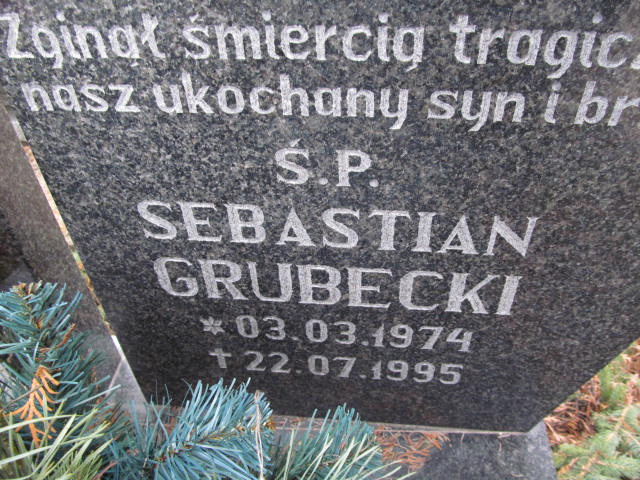 Zginął śmiercią tragic
nasz ukochany syn i br
Ś.P.
SEBASTIAN
GRUBECKI
* 03.03.1974
† 22.07.1995